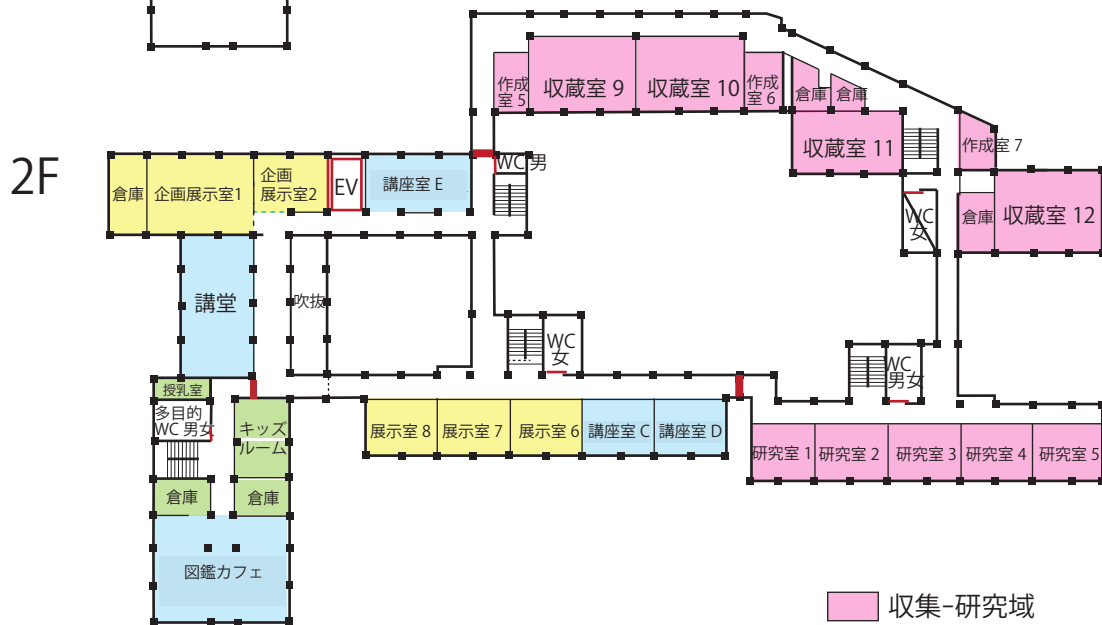 2F
作成
室 5
収蔵室 9
収蔵室 10
作成
室 6
倉庫
倉庫
収蔵室 11
作成室 7
WC 男
倉庫
企画展示室1
企画
展示室2
EV
講座室 E
WC
女
倉庫
収蔵室 12
講堂
吹抜
WC
女
WC
男女
授乳室
多目的
WC 男女
キッズ
ルーム
展示室 8
展示室 7
展示室 6
講座室 C
講座室 D
研究室 1
研究室 2
研究室 3
研究室 4
研究室 5
倉庫
倉庫
図鑑カフェ
収集-研究域